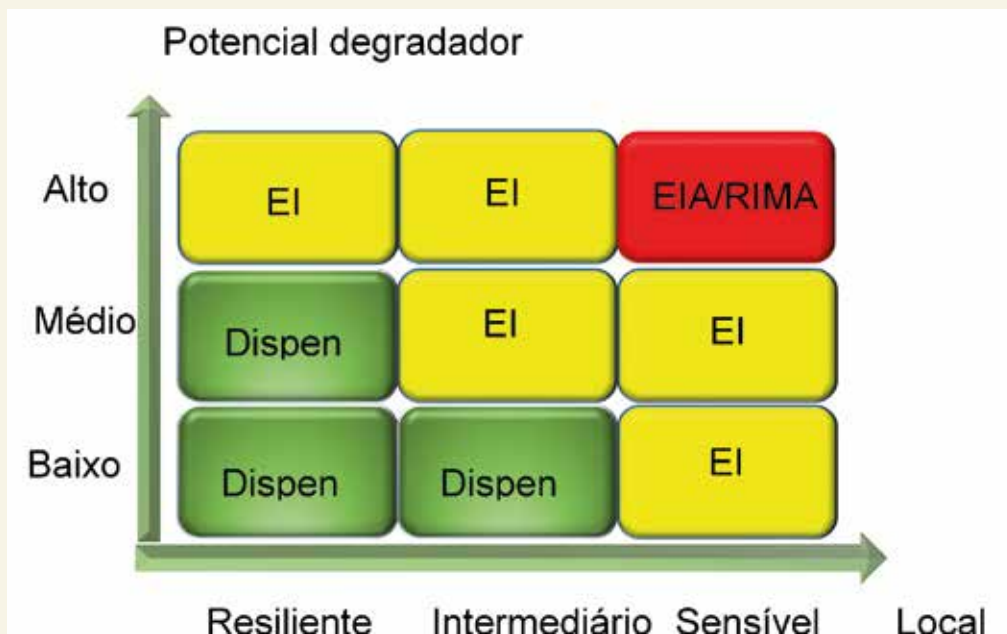 Potencial degradador
Alto EI EI EIA/RIMA
Médio Dispen EI EI
Baixo Dispen Dispen EI
Resiliente Intermediário Sensível Local